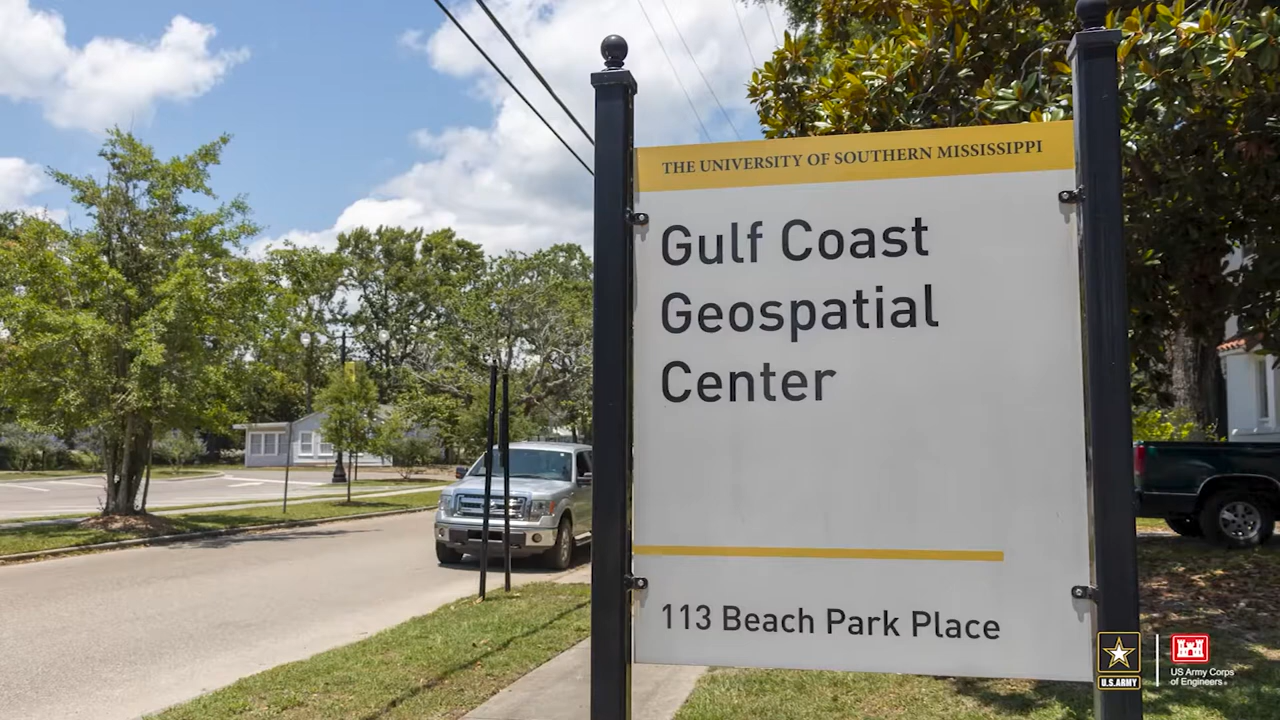 THE UNIVERSITY OF SOUTHERN MISSISSIPPI
Gulf Coast
Geospatial
Center
113 Beach Park Place
U.S.ARMY
US Army Corps
of Engineers®